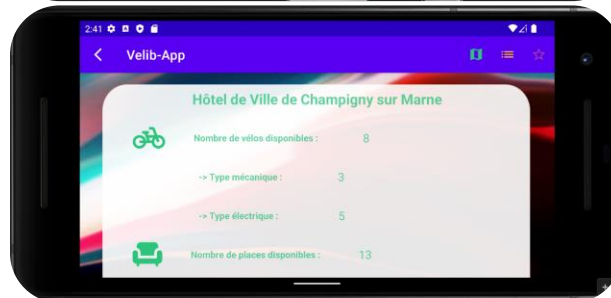 2:41
Velib-App
Hôtel de Ville de Champigny sur Marne
Nombre de vélos disponibles : 8
-> Type mécanique : 3
-> Type électrique : 5
Nombre de places disponibles : 13